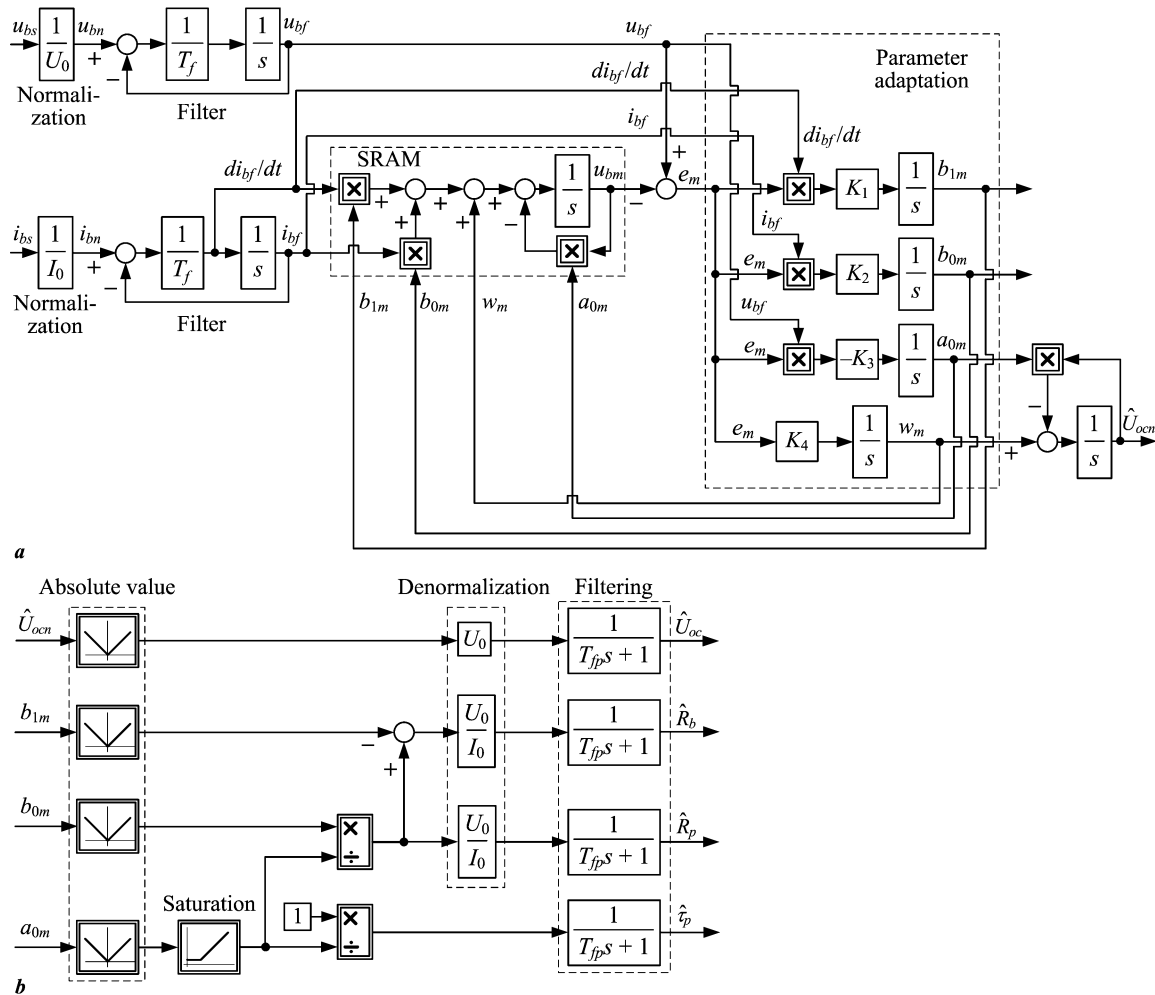 u_bs 1/U_0 u_bn + − 1/T_f 1/s u_bf u_bf
Normali-
zation
Filter
Parameter
adaptation
di_bf/dt
i_bf
di_bf/dt
SRAM
di_bf/dt × + + + + + − 1/s u_bm − + e_m × K_1 1/s b_1m
i_bs 1/I_0 i_bn + − 1/T_f 1/s i_bf × ×
Normali-
zation
Filter
b_1m b_0m w_m a_0m
i_bf
e_m × K_2 1/s b_0m
u_bf
e_m × −K_3 1/s a_0m ×
e_m K_4 1/s w_m + − 1/s Û_ocn
a
Absolute value Denormalization Filtering
Û_ocn U_0 1/(T_fp s + 1) Û_oc
b_1m − + U_0/I_0 1/(T_fp s + 1) R̂_b
b_0m × ÷ U_0/I_0 1/(T_fp s + 1) R̂_p
Saturation
a_0m 1 × ÷ 1/(T_fp s + 1) τ̂_p
b